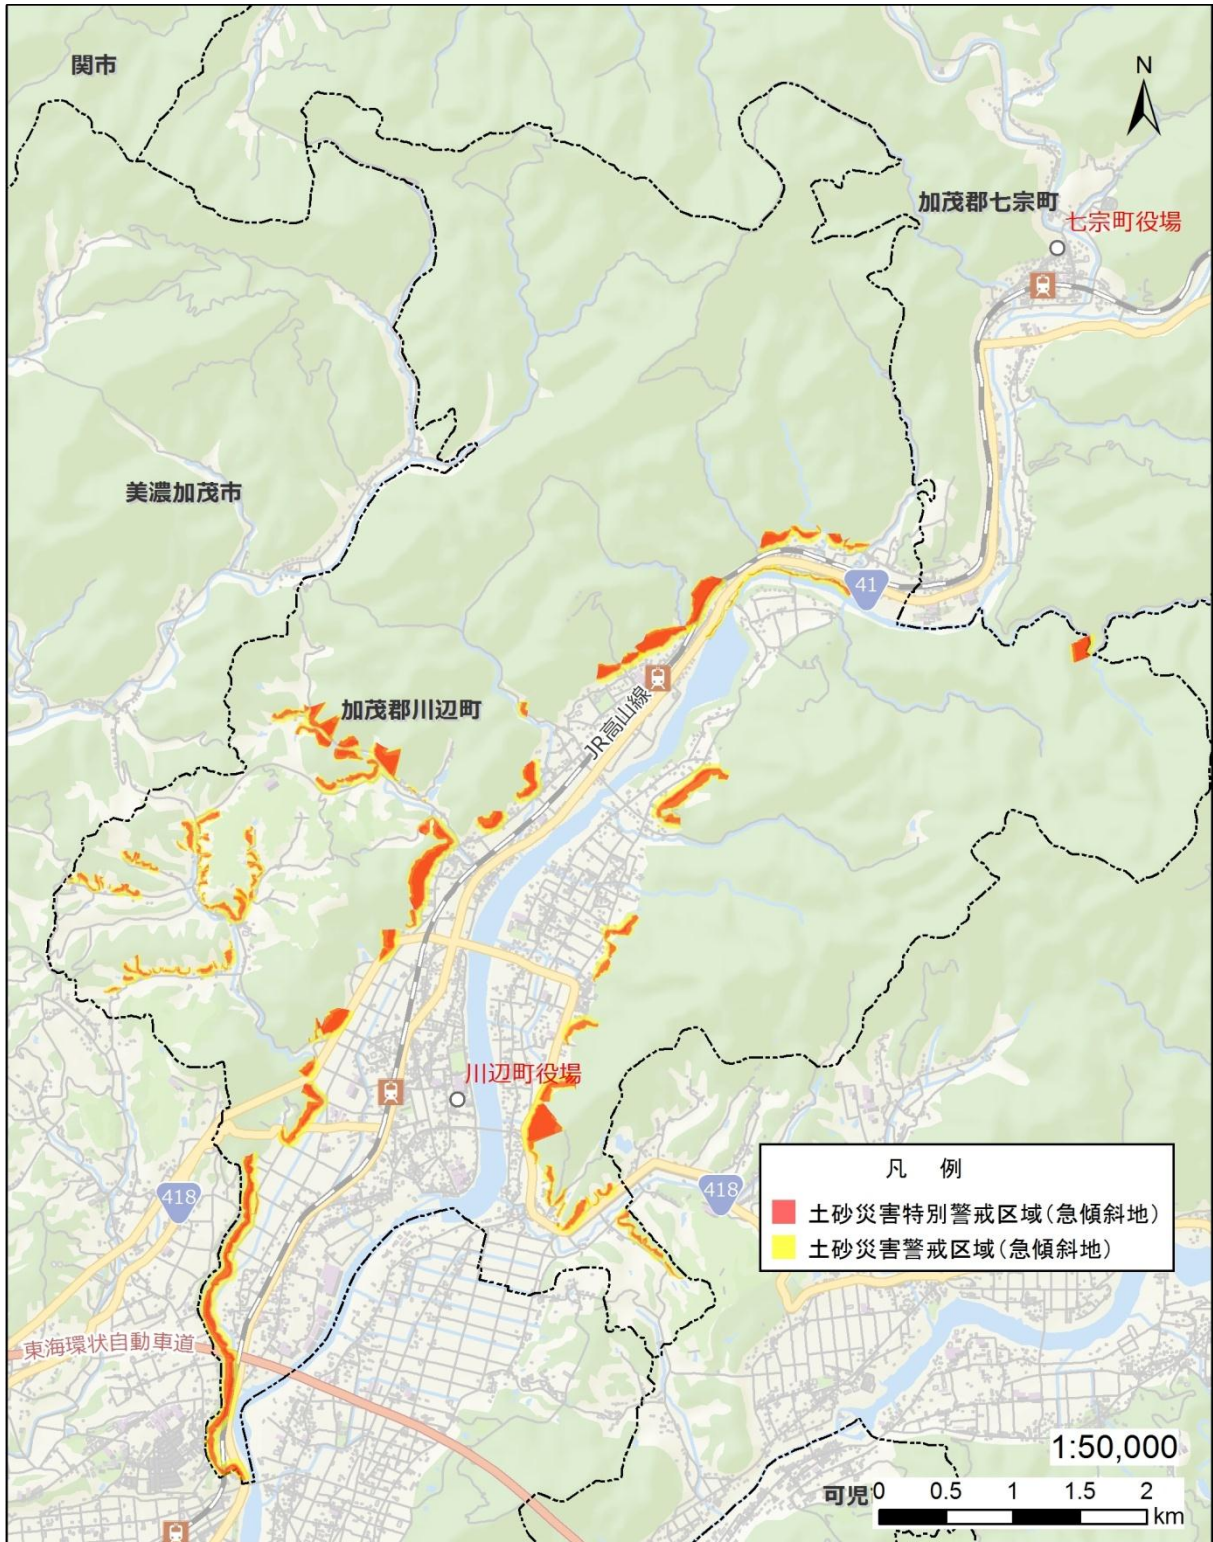 関市
N
加茂郡七宗町
七宗町役場
美濃加茂市
41
加茂郡川辺町
JR高山線
川辺町役場
418
418
凡 例
土砂災害特別警戒区域(急傾斜地)
土砂災害警戒区域(急傾斜地)
東海環状自動車道
1:50,000
可児
0 0.5 1 1.5 2
km